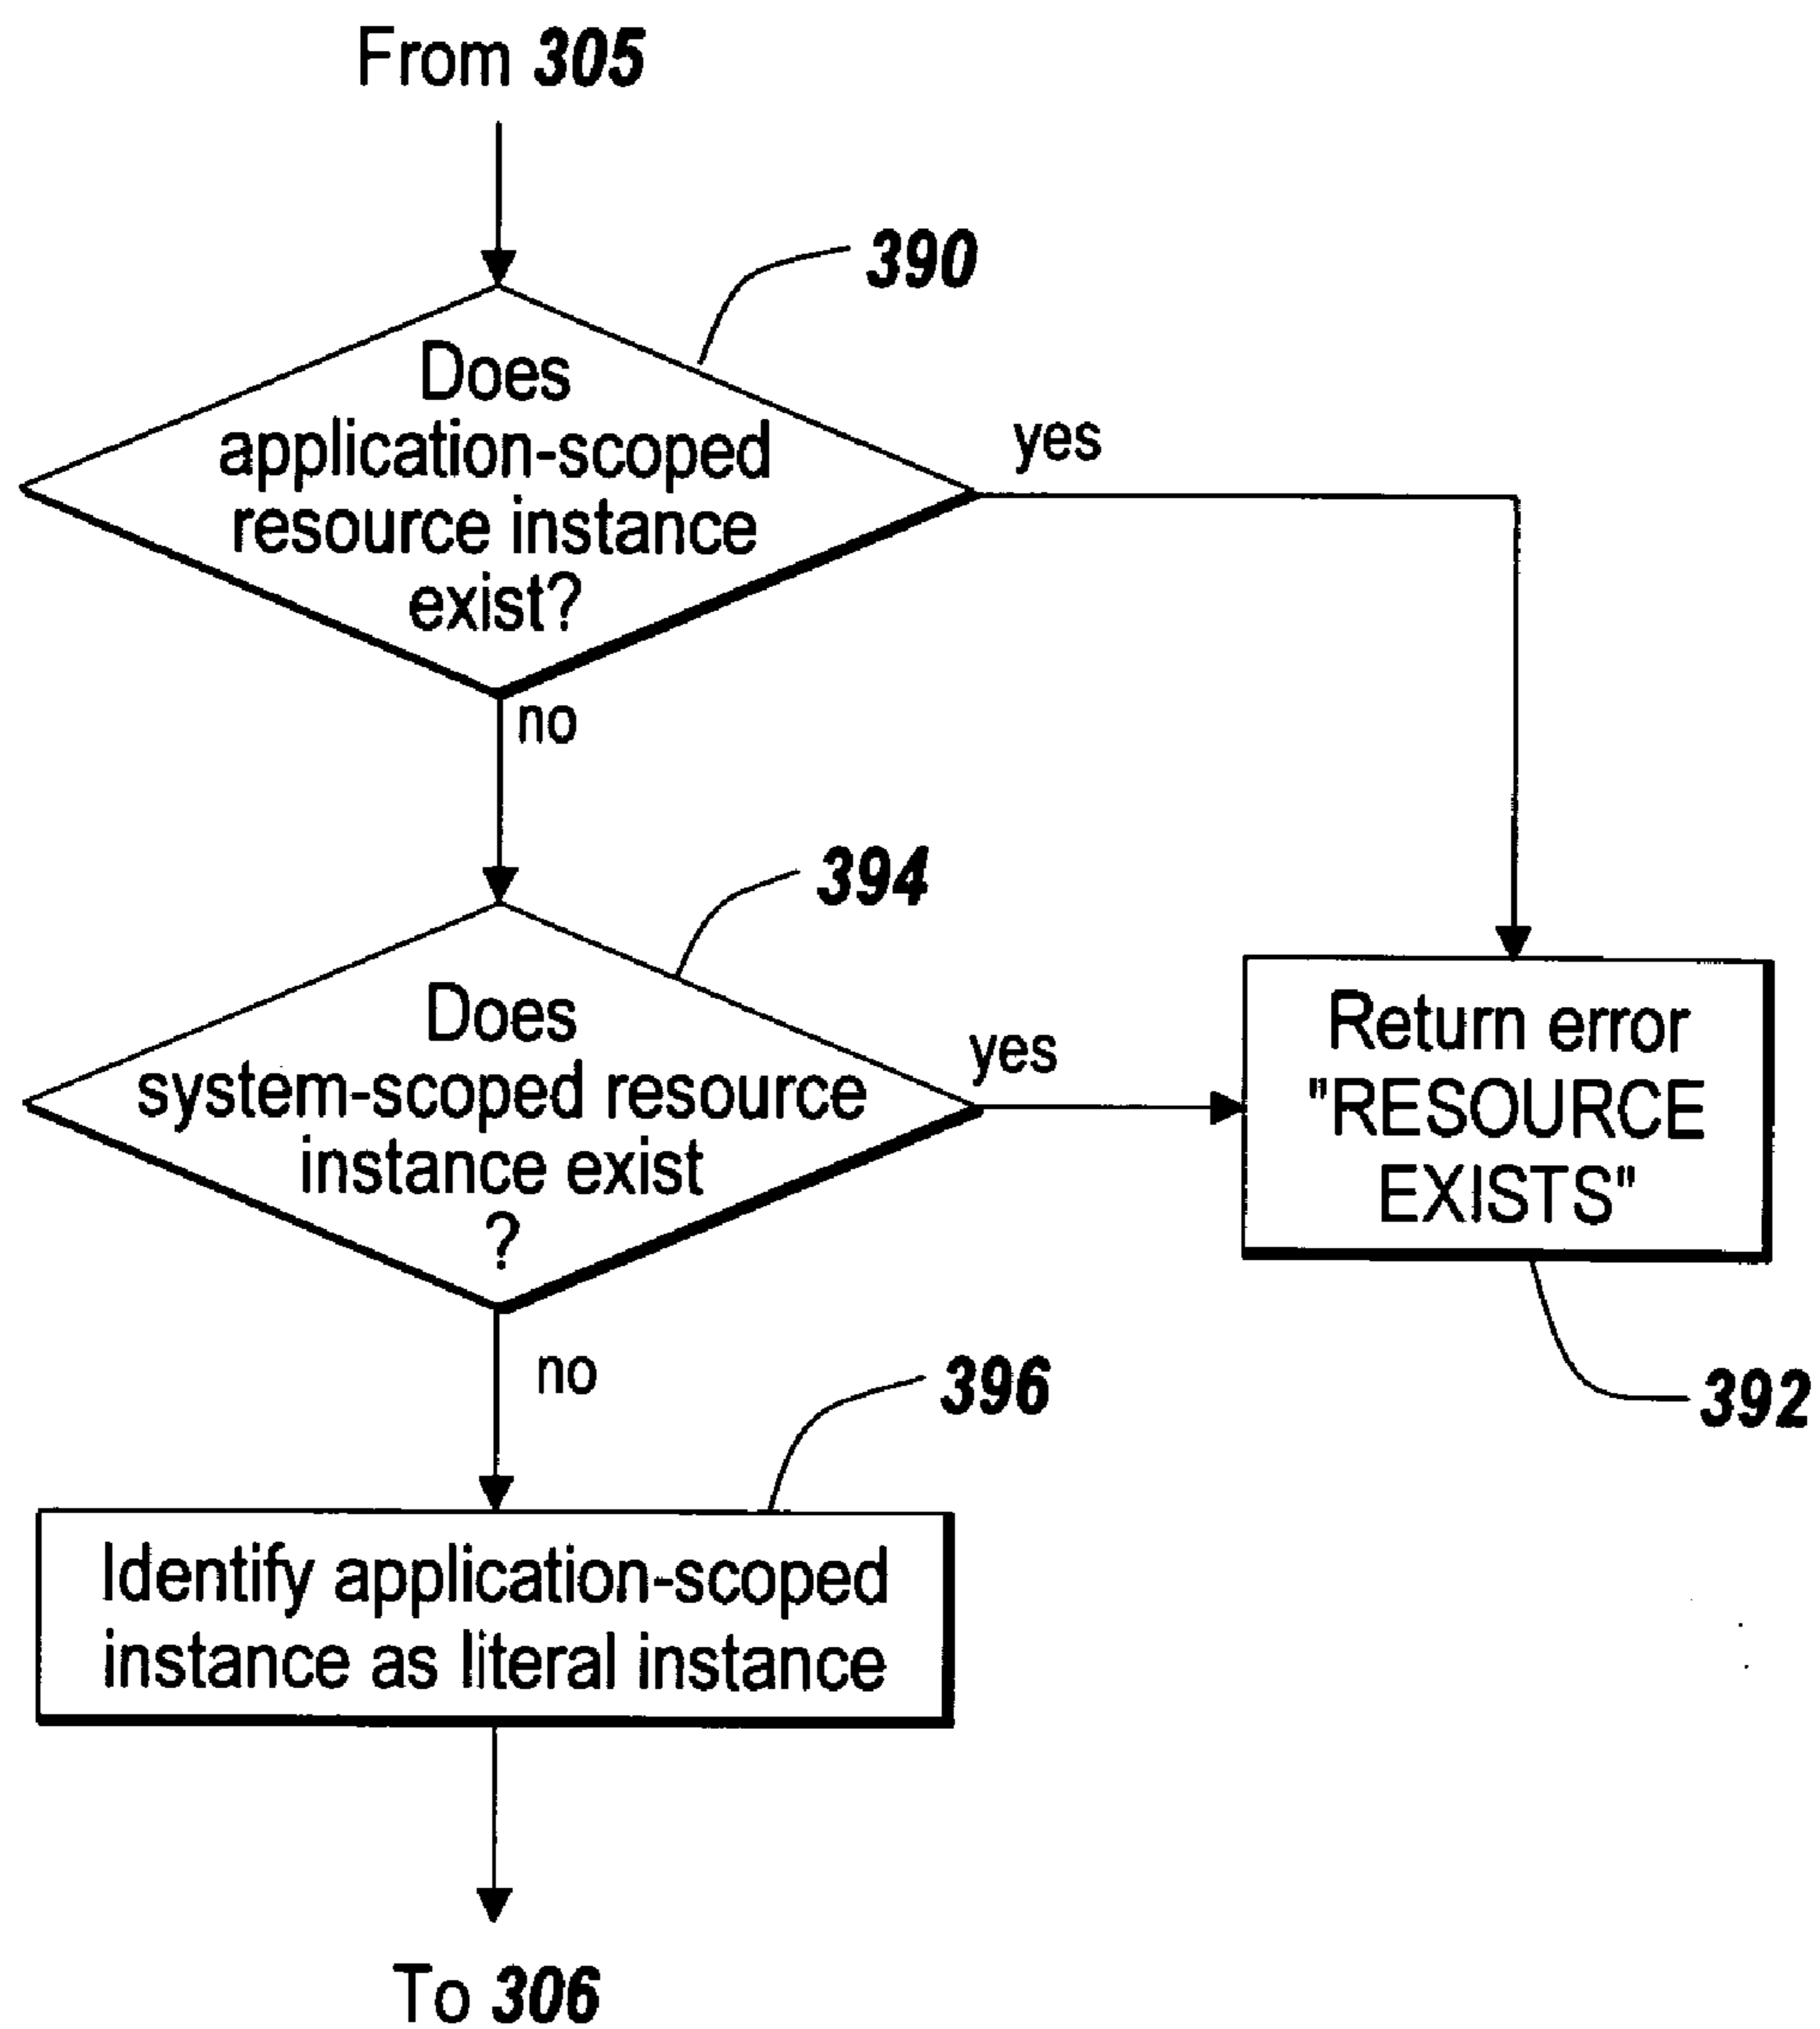 From 305
390
Does
application-scoped
resource instance
exist?
yes
no
394
Does
system-scoped resource
instance exist
?
yes
Return error
"RESOURCE
EXISTS"
392
no
396
Identify application-scoped
instance as literal instance
To 306